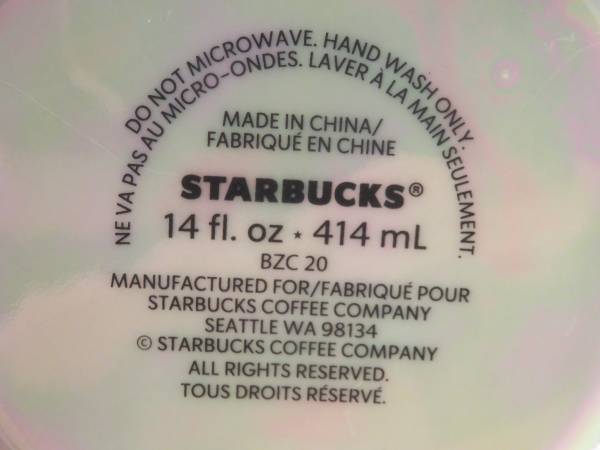 DO NOT MICROWAVE. HAND WASH ONLY.
NE VA PAS AU MICRO-ONDES. LAVER À LA MAIN SEULEMENT.
MADE IN CHINA/
FABRIQUÉ EN CHINE
STARBUCKS®
14 fl. oz ⋆ 414 mL
BZC 20
MANUFACTURED FOR/FABRIQUÉ POUR
STARBUCKS COFFEE COMPANY
SEATTLE WA 98134
© STARBUCKS COFFEE COMPANY
ALL RIGHTS RESERVED.
TOUS DROITS RÉSERVÉ.